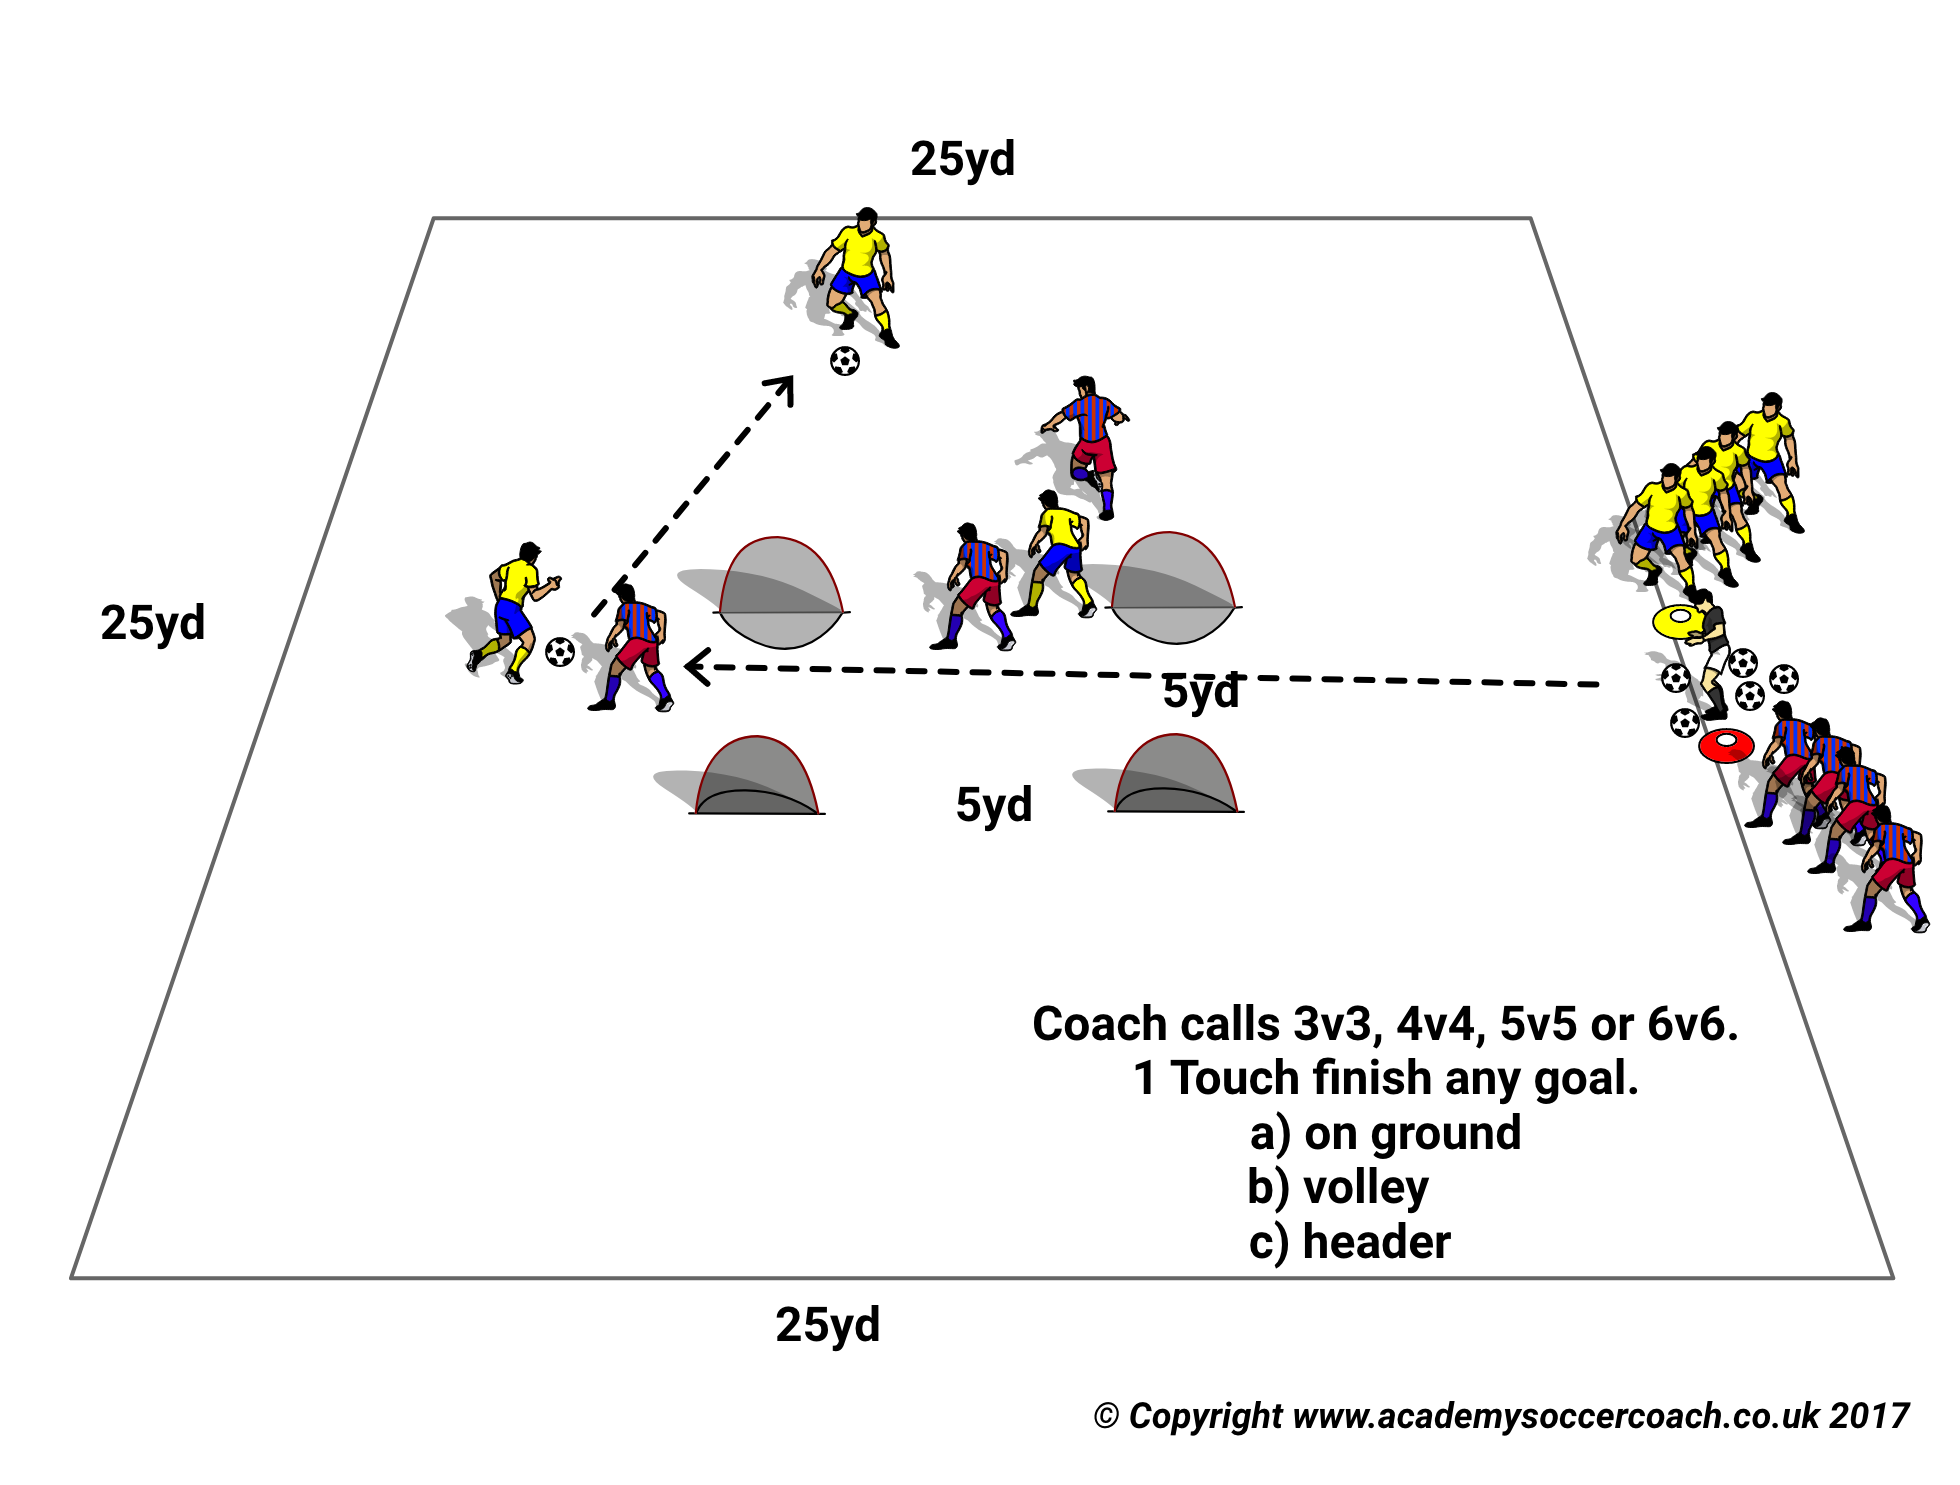 25yd
25yd
5yd
5yd
Coach calls 3v3, 4v4, 5v5 or 6v6.
1 Touch finish any goal.
a) on ground
b) volley
c) header
25yd
© Copyright www.academysoccercoach.co.uk 2017